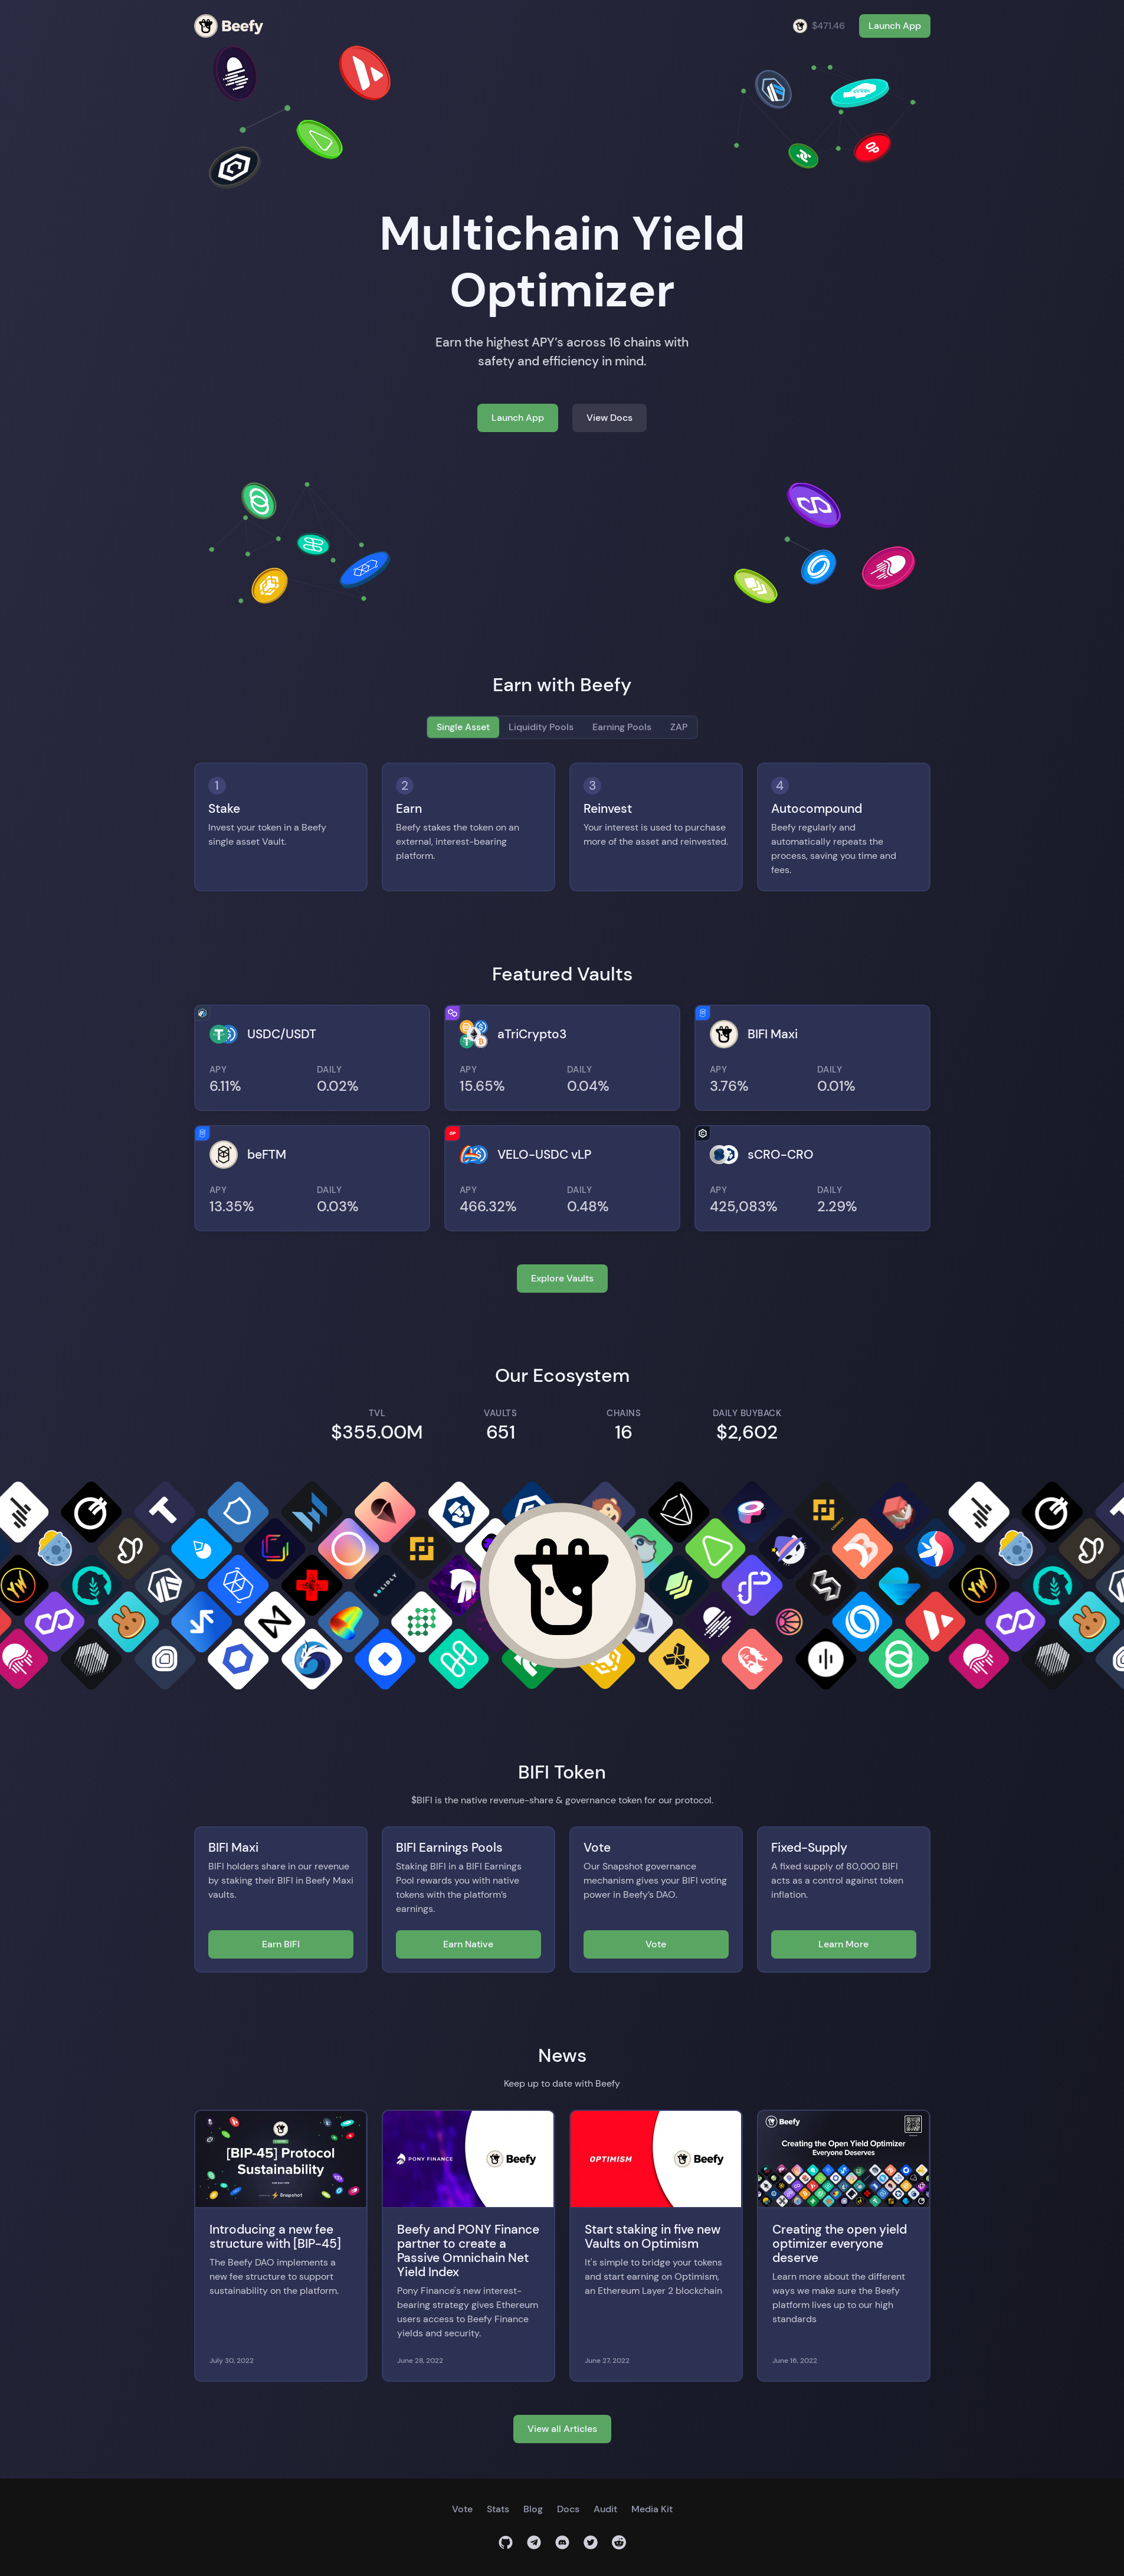 Beefy
$471.46
Launch App
Multichain Yield
Optimizer
Earn the highest APY’s across 16 chains with
safety and efficiency in mind.
Launch App
View Docs
Earn with Beefy
Single Asset
Liquidity Pools
Earning Pools
ZAP
1
Stake
Invest your token in a Beefy
single asset Vault.
2
Earn
Beefy stakes the token on an
external, interest-bearing
platform.
3
Reinvest
Your interest is used to purchase
more of the asset and reinvested.
4
Autocompound
Beefy regularly and
automatically repeats the
process, saving you time and
fees.
Featured Vaults
USDC/USDT
APY
DAILY
6.11%
0.02%
aTriCrypto3
APY
DAILY
15.65%
0.04%
BIFI Maxi
APY
DAILY
3.76%
0.01%
beFTM
APY
DAILY
13.35%
0.03%
VELO-USDC vLP
APY
DAILY
466.32%
0.48%
sCRO-CRO
APY
DAILY
425,083%
2.29%
Explore Vaults
Our Ecosystem
TVL
$355.00M
VAULTS
651
CHAINS
16
DAILY BUYBACK
$2,602
BIFI Token
$BIFI is the native revenue-share & governance token for our protocol.
BIFI Maxi
BIFI holders share in our revenue
by staking their BIFI in Beefy Maxi
vaults.
Earn BIFI
BIFI Earnings Pools
Staking BIFI in a BIFI Earnings
Pool rewards you with native
tokens with the platform’s
earnings.
Earn Native
Vote
Our Snapshot governance
mechanism gives your BIFI voting
power in Beefy’s DAO.
Vote
Fixed-Supply
A fixed supply of 80,000 BIFI
acts as a control against token
inflation.
Learn More
News
Keep up to date with Beefy
[BIP-45] Protocol
Sustainability
Snapshot
Introducing a new fee
structure with [BIP-45]
The Beefy DAO implements a
new fee structure to support
sustainability on the platform.
July 30, 2022
PONY FINANCE
Beefy
Beefy and PONY Finance
partner to create a
Passive Omnichain Net
Yield Index
Pony Finance's new interest-
bearing strategy gives Ethereum
users access to Beefy Finance
yields and security.
June 28, 2022
OPTIMISM
Beefy
Start staking in five new
Vaults on Optimism
It's simple to bridge your tokens
and start earning on Optimism,
an Ethereum Layer 2 blockchain
June 27, 2022
Beefy
Creating the Open Yield Optimizer
Everyone Deserves
Creating the open yield
optimizer everyone
deserve
Learn more about the different
ways we make sure the Beefy
platform lives up to our high
standards
June 16, 2022
View all Articles
Vote
Stats
Blog
Docs
Audit
Media Kit